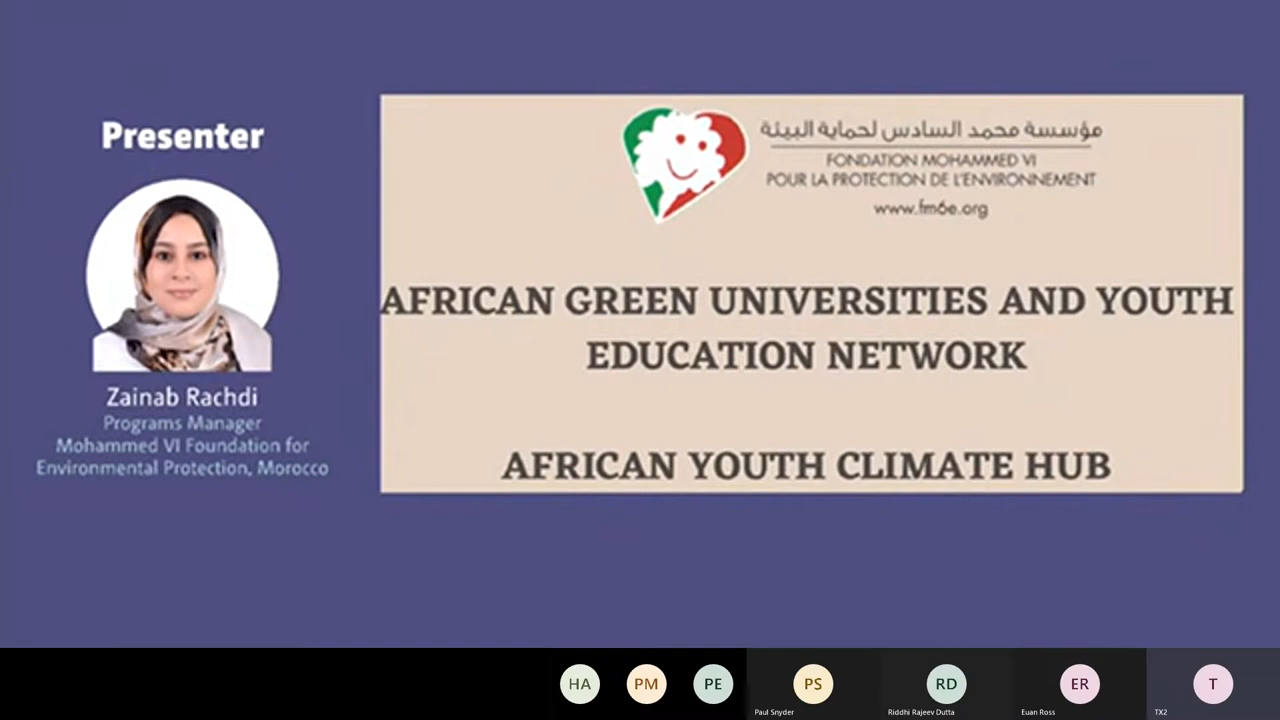 Presenter
Zainab Rachdi
Programs Manager
Mohammed VI Foundation for
Environmental Protection, Morocco
مؤسسة محمد السادس لحماية البيئة
FONDATION MOHAMMED VI
POUR LA PROTECTION DE L'ENVIRONNEMENT
www.fm6e.org
AFRICAN GREEN UNIVERSITIES AND YOUTH
EDUCATION NETWORK
AFRICAN YOUTH CLIMATE HUB
HA
PM
PE
PS
RD
ER
T
Paul Snyder
Riddhi Rajeev Dutta
Euan Ross
TX2